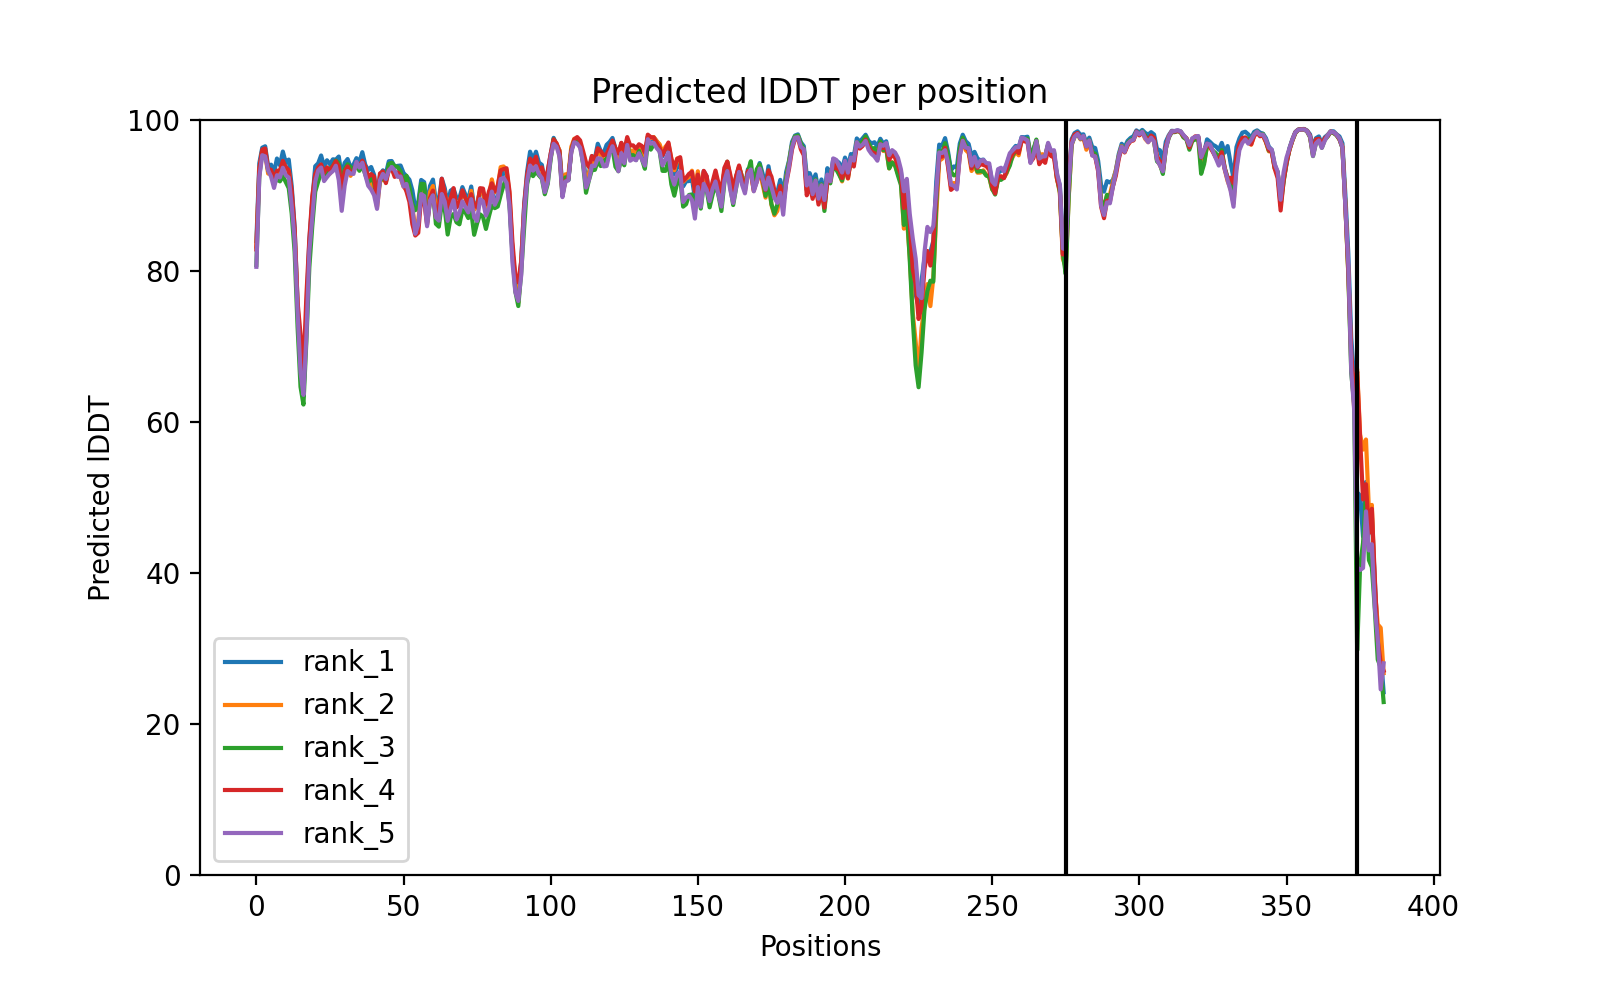 Predicted lDDT per position
100
80
60
40
20
0
Predicted lDDT
rank_1
rank_2
rank_3
rank_4
rank_5
0 50 100 150 200 250 300 350 400
Positions